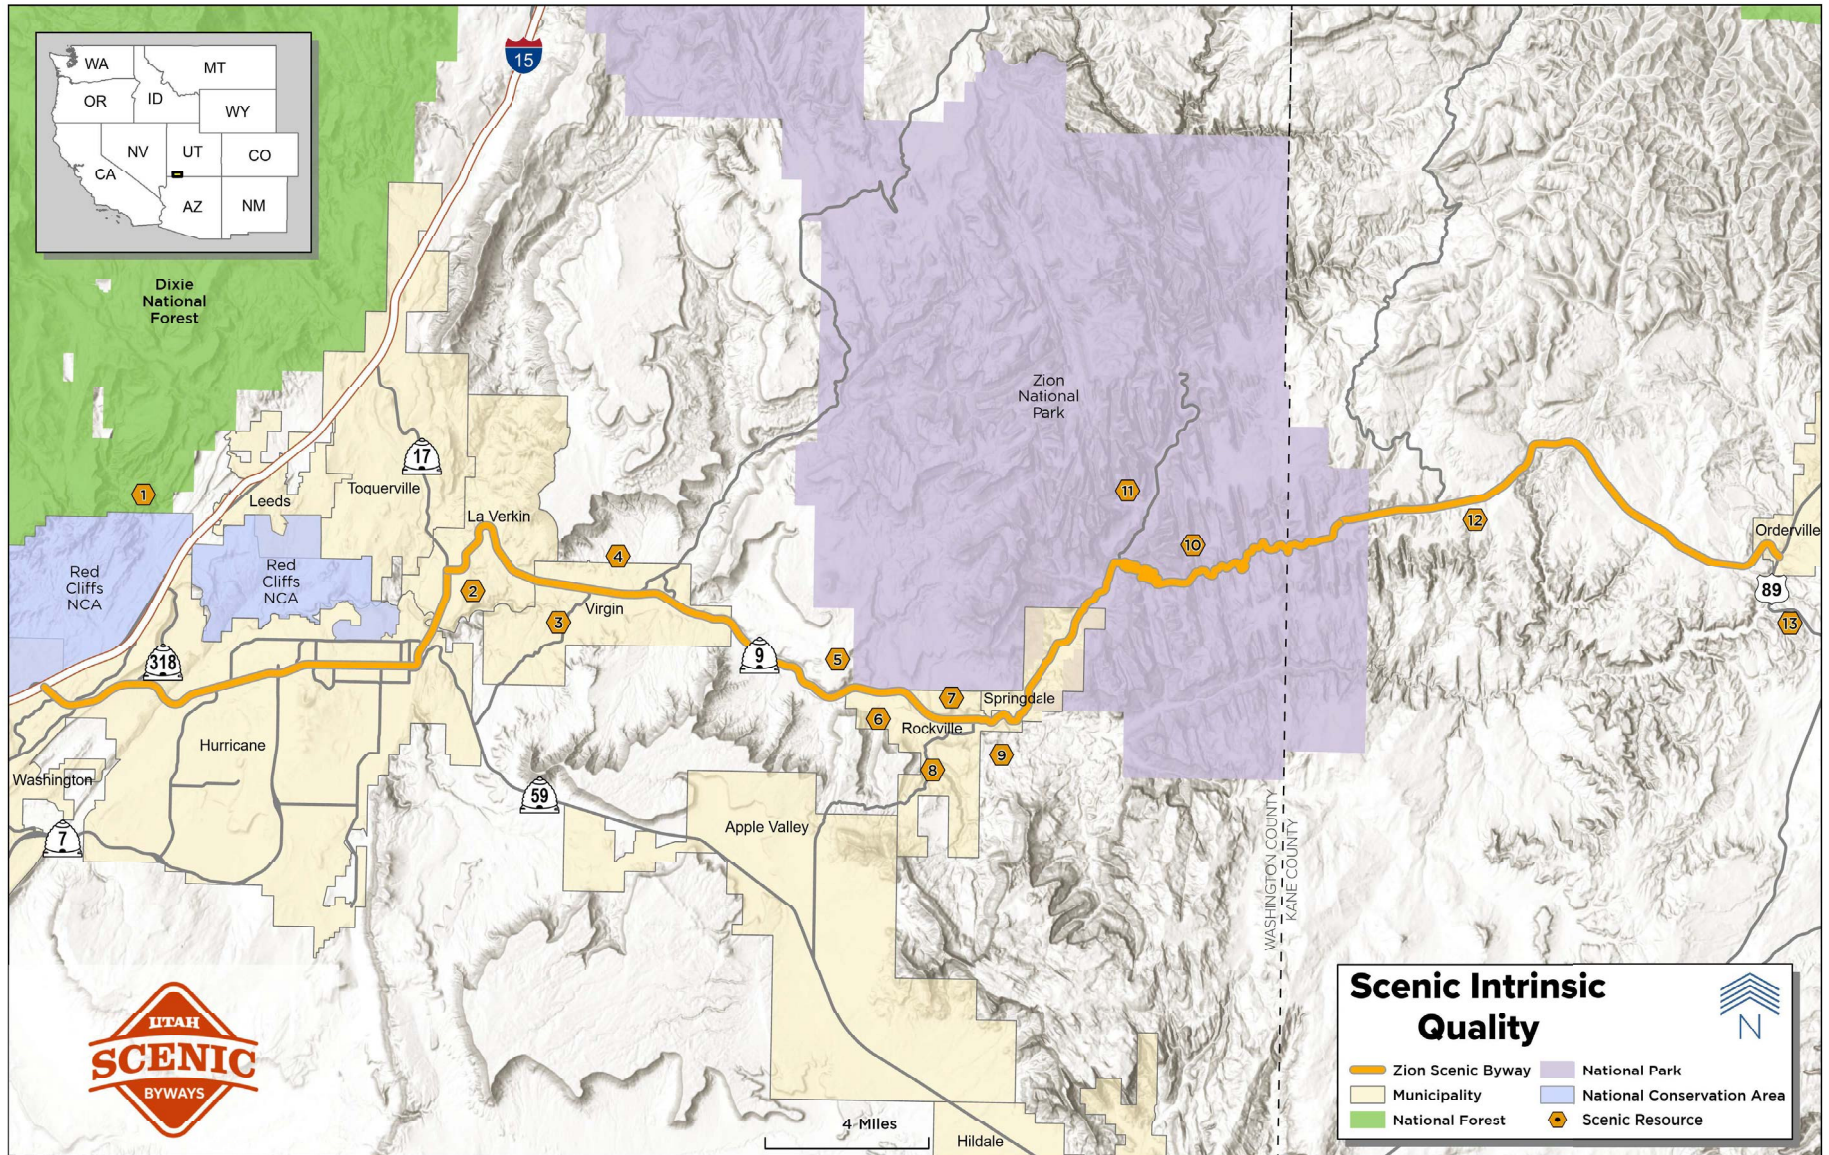 WA
MT
OR
ID
WY
NV
UT
CO
CA
AZ
NM
15
Dixie
National
Forest
Zion
National
Park
17
1
Leeds
Toquerville
La Verkin
11
10
12
Orderville
Red
Cliffs
NCA
Red
Cliffs
NCA
2
4
3
Virgin
89
13
318
9
5
7
Springdale
6
Rockville
Hurricane
9
8
Washington
59
7
Apple Valley
WASHINGTON COUNTY
KANE COUNTY
UTAH
SCENIC
BYWAYS
4 Miles
Hildale
Scenic Intrinsic
Quality
N
Zion Scenic Byway
National Park
Municipality
National Conservation Area
National Forest
Scenic Resource